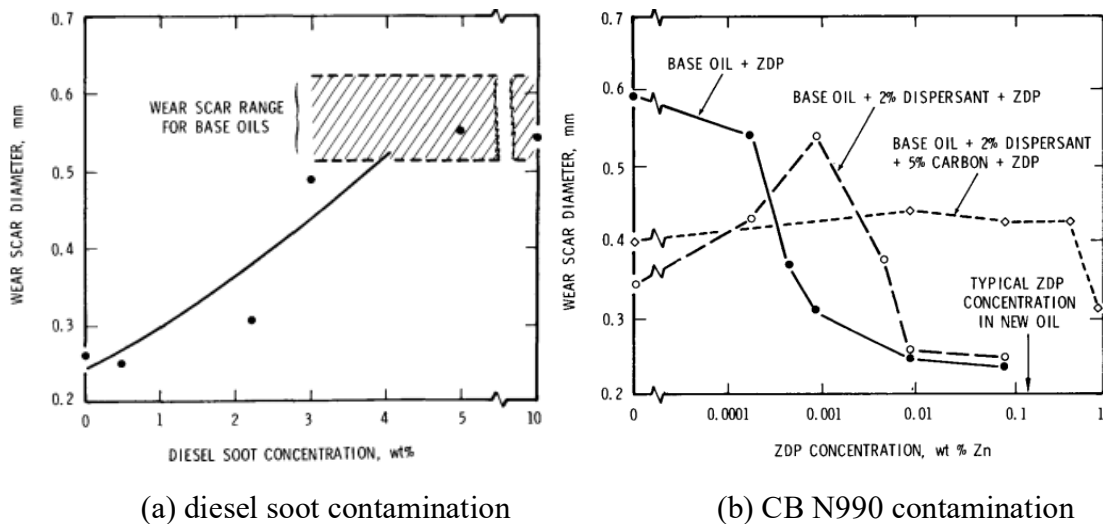 0.7
0.6
0.5
0.4
0.3
0.2
WEAR SCAR DIAMETER, mm
WEAR SCAR RANGE
FOR BASE OILS
0 1 2 3 4 5 10
DIESEL SOOT CONCENTRATION, wt%
(a) diesel soot contamination
0.7
0.6
0.5
0.4
0.3
0.2
WEAR SCAR DIAMETER, mm
BASE OIL + ZDP
BASE OIL + 2% DISPERSANT + ZDP
BASE OIL + 2% DISPERSANT
+ 5% CARBON + ZDP
TYPICAL ZDP
CONCENTRATION
IN NEW OIL
0 0.0001 0.001 0.01 0.1 1
ZDP CONCENTRATION, wt % Zn
(b) CB N990 contamination